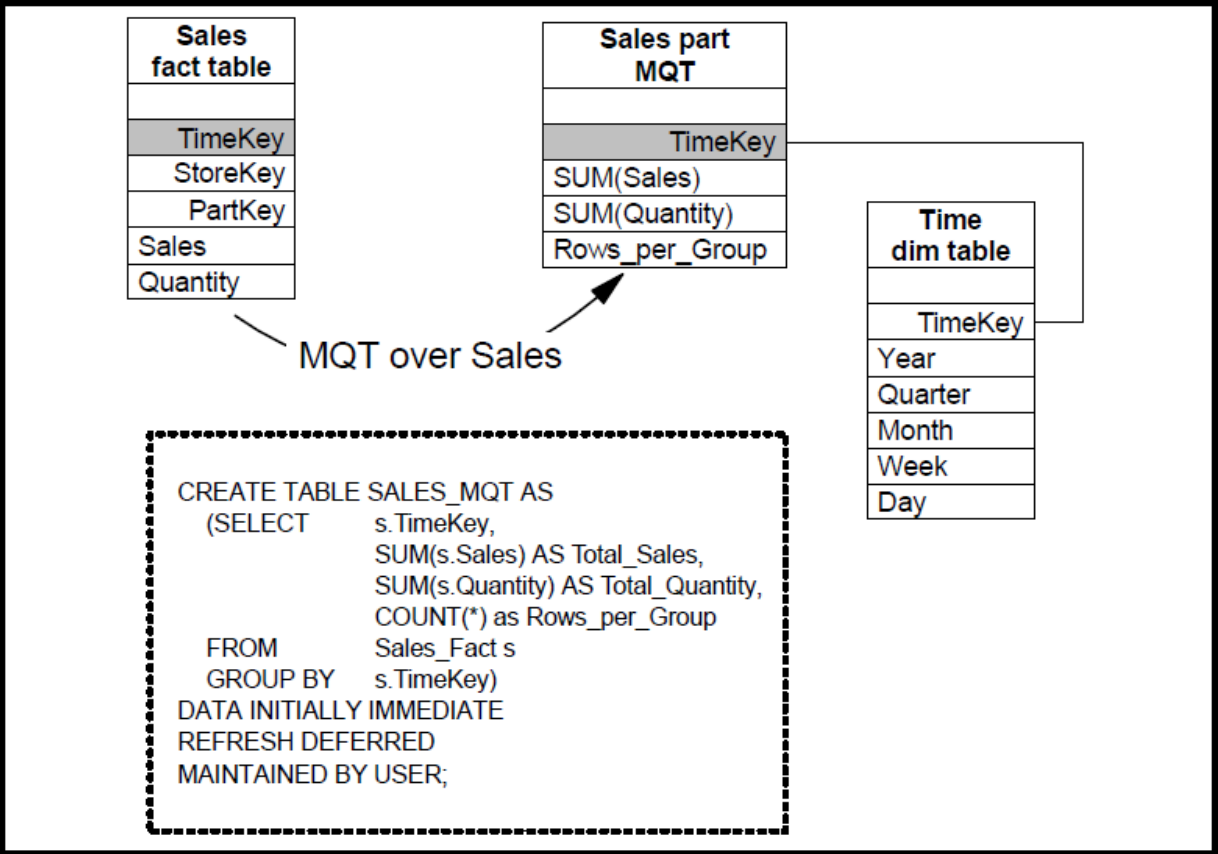 Sales
fact table
TimeKey
StoreKey
PartKey
Sales
Quantity
Sales part
MQT
TimeKey
SUM(Sales)
SUM(Quantity)
Rows_per_Group
Time
dim table
TimeKey
Year
Quarter
Month
Week
Day
MQT over Sales
CREATE TABLE SALES_MQT AS
(SELECT s.TimeKey,
SUM(s.Sales) AS Total_Sales,
SUM(s.Quantity) AS Total_Quantity,
COUNT(*) as Rows_per_Group
FROM Sales_Fact s
GROUP BY s.TimeKey)
DATA INITIALLY IMMEDIATE
REFRESH DEFERRED
MAINTAINED BY USER;